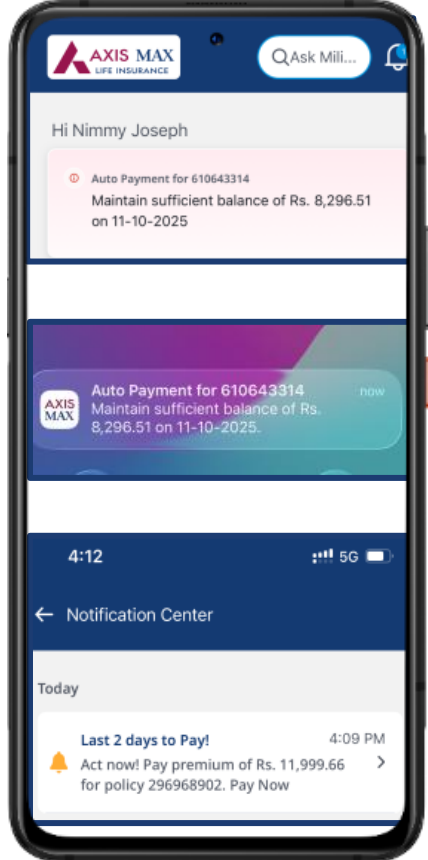 AXIS MAX
LIFE INSURANCE
Ask Mili...
Hi Nimmy Joseph
Auto Payment for 610643314
Maintain sufficient balance of Rs. 8,296.51
on 11-10-2025
AXIS
MAX
Auto Payment for 610643314
now
Maintain sufficient balance of Rs.
8,296.51 on 11-10-2025.
4:12
5G
Notification Center
Today
Last 2 days to Pay!
4:09 PM
Act now! Pay premium of Rs. 11,999.66
for policy 296968902. Pay Now